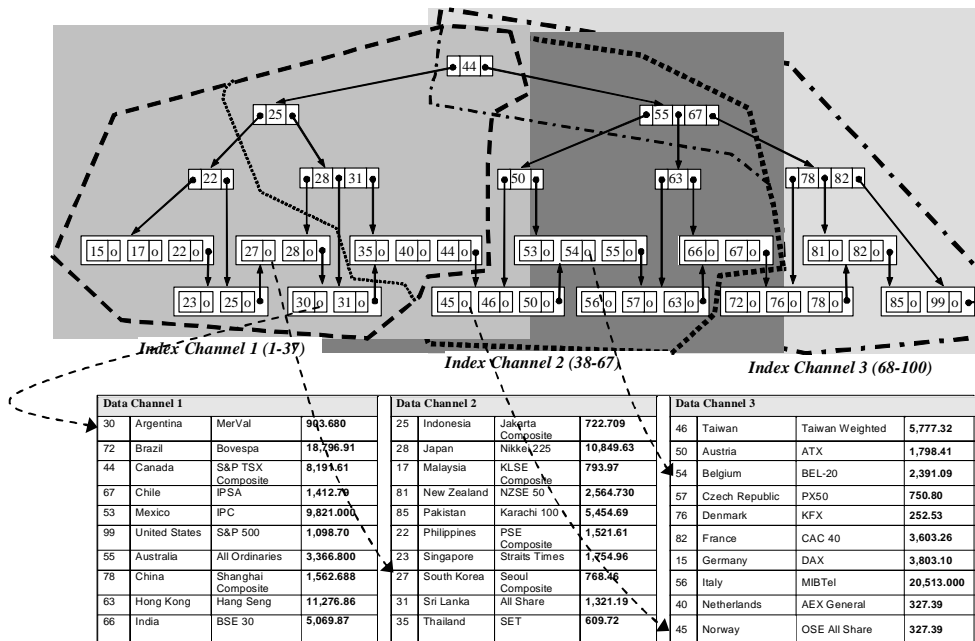 44
25
55 67
22
28 31
50
63
78 82
15 o 17 o 22 o
27 o 28 o
35 o 40 o 44 o
53 o 54 o 55 o
66 o 67 o
81 o 82 o
23 o 25 o
30 o 31 o
45 o 46 o 50 o
56 o 57 o 63 o
72 o 76 o 78 o
85 o 99 o
Index Channel 1 (1-37)
Index Channel 2 (38-67)
Index Channel 3 (68-100)
Data Channel 1
30 Argentina MerVal 903.680
72 Brazil Bovespa 18,796.91
44 Canada S&P TSX Composite 8,191.61
67 Chile IPSA 1,412.79
53 Mexico IPC 9,821.000
99 United States S&P 500 1,098.70
55 Australia All Ordinaries 3,366.800
78 China Shanghai Composite 1,562.688
63 Hong Kong Hang Seng 11,276.86
66 India BSE 30 5,069.87
Data Channel 2
25 Indonesia Jakarta Composite 722.709
28 Japan Nikkei 225 10,849.63
17 Malaysia KLSE Composite 793.97
81 New Zealand NZSE 50 2,564.730
85 Pakistan Karachi 100 5,454.69
22 Philippines PSE Composite 1,521.61
23 Singapore Straits Times 1,754.96
27 South Korea Seoul Composite 768.46
31 Sri Lanka All Share 1,321.19
35 Thailand SET 609.72
Data Channel 3
46 Taiwan Taiwan Weighted 5,777.32
50 Austria ATX 1,798.41
54 Belgium BEL-20 2,391.09
57 Czech Republic PX50 750.80
76 Denmark KFX 252.53
82 France CAC 40 3,603.26
15 Germany DAX 3,803.10
56 Italy MIBTel 20,513.000
40 Netherlands AEX General 327.39
45 Norway OSE All Share 327.39